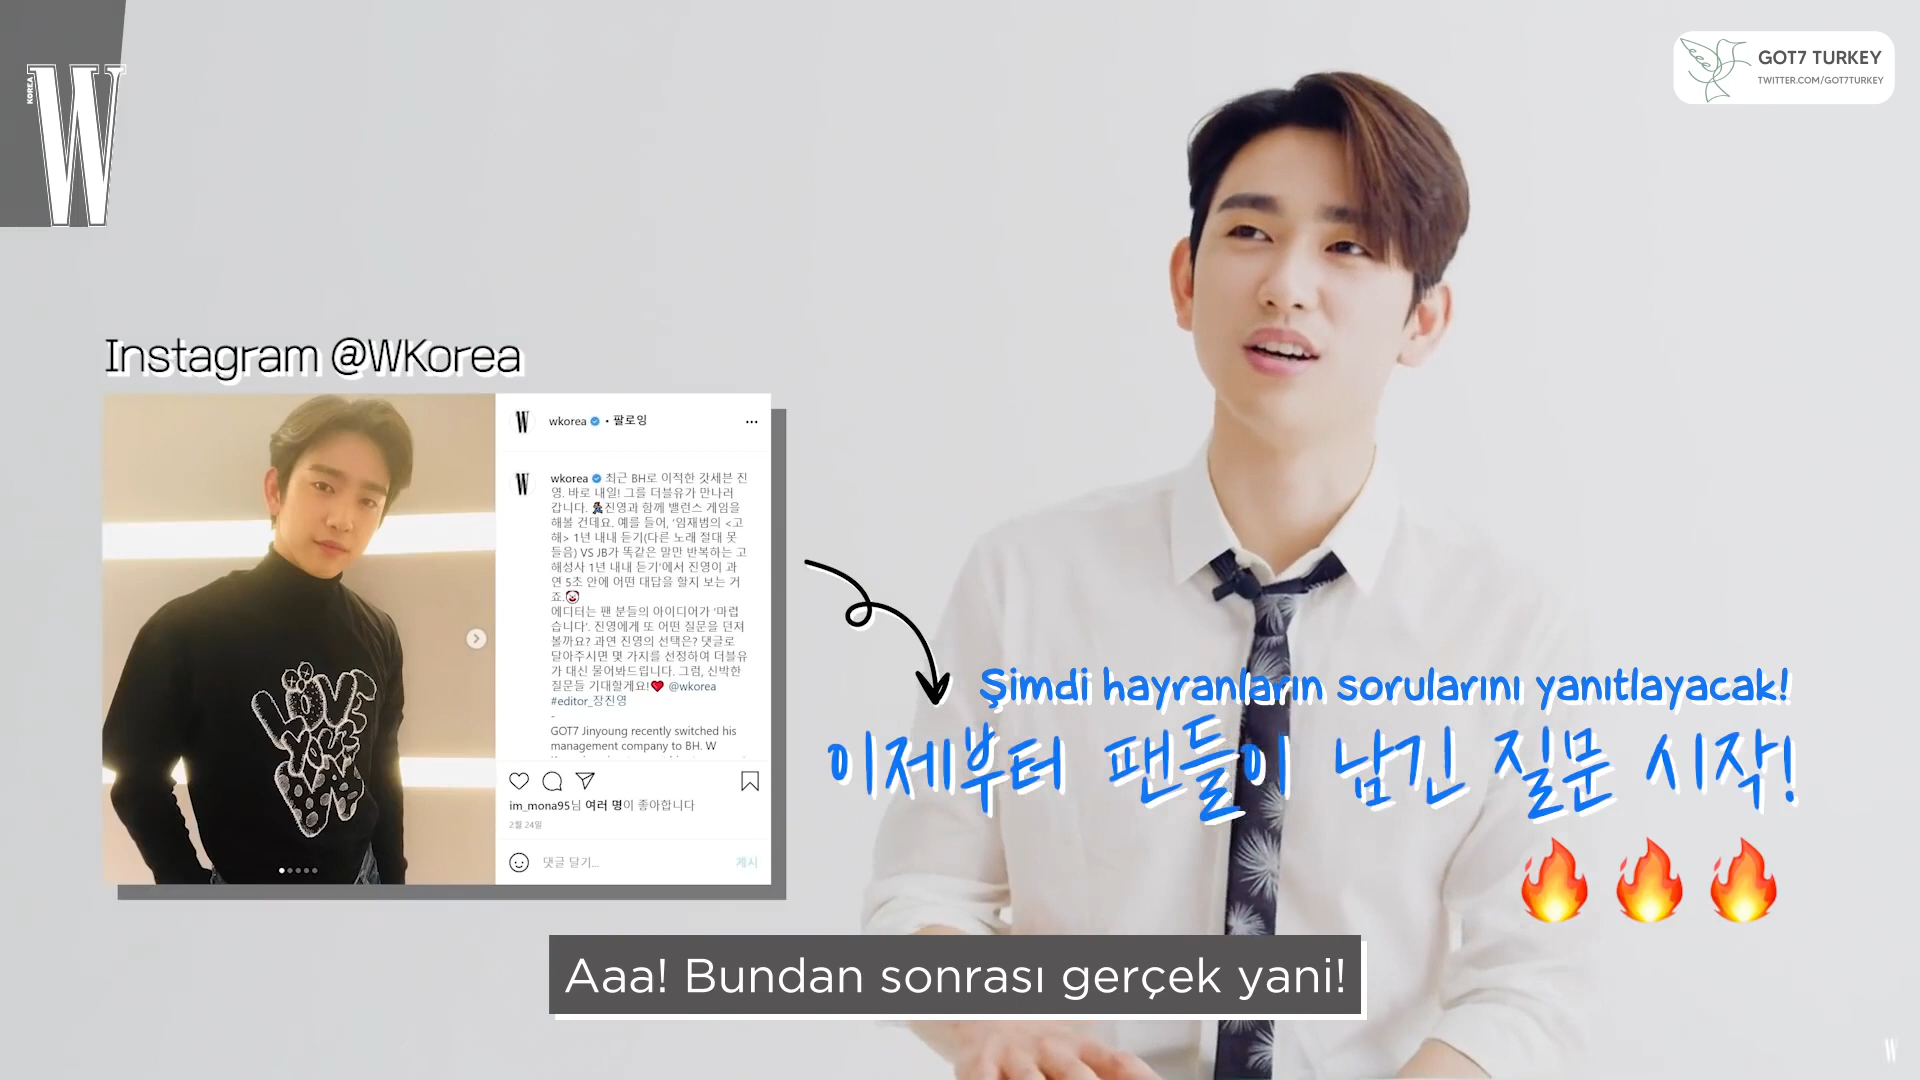 KOREA
W
GOT7 TURKEY
TWITTER.COM/GOT7TURKEY
Instagram @WKorea
W
wkorea • 팔로잉
W
wkorea 최근 BH로 이적한 갓세븐 진
영. 바로 내일! 그를 더블유가 만나러
갑니다. 진영과 함께 밸런스 게임을
해볼 건데요. 예를 들어, '임재범의 <고
해> 1년 내내 듣기(다른 노래 절대 못
들음) VS JB가 똑같은 말만 반복하는 고
해성사 1년 내내 듣기'에서 진영이 과
연 5초 안에 어떤 대답을 할지 보는 거
죠.
에디터는 팬 분들의 아이디어가 '마렵
습니다'. 진영에게 또 어떤 질문을 던져
볼까요? 과연 진영의 선택은? 댓글로
달아주시면 몇 가지를 선정하여 더블유
가 대신 물어봐드립니다. 그럼, 신박한
질문들 기대할게요!❤️ @wkorea
#editor_장진영
-
GOT7 Jinyoung recently switched his
management company to BH. W
im_mona95님 여러 명이 좋아합니다
2월 24일
댓글 달기...
게시
LOVE
YOUR
Şimdi hayranların sorularını yanıtlayacak!
이제부터 팬들이 남긴 질문 시작!
🔥🔥🔥
Aaa! Bundan sonrası gerçek yani!
W